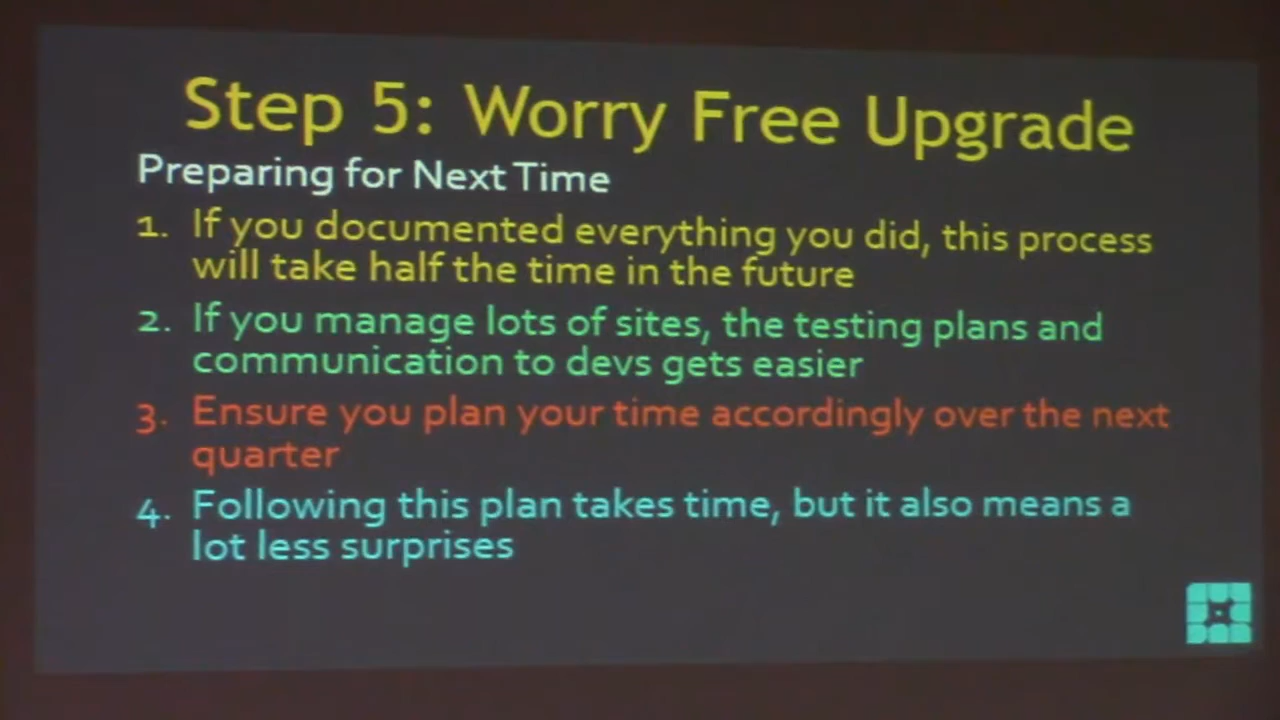 Step 5: Worry Free Upgrade
Preparing for Next Time
1. If you documented everything you did, this process
will take half the time in the future
2. If you manage lots of sites, the testing plans and
communication to devs gets easier
3. Ensure you plan your time accordingly over the next
quarter
4. Following this plan takes time, but it also means a
lot less surprises